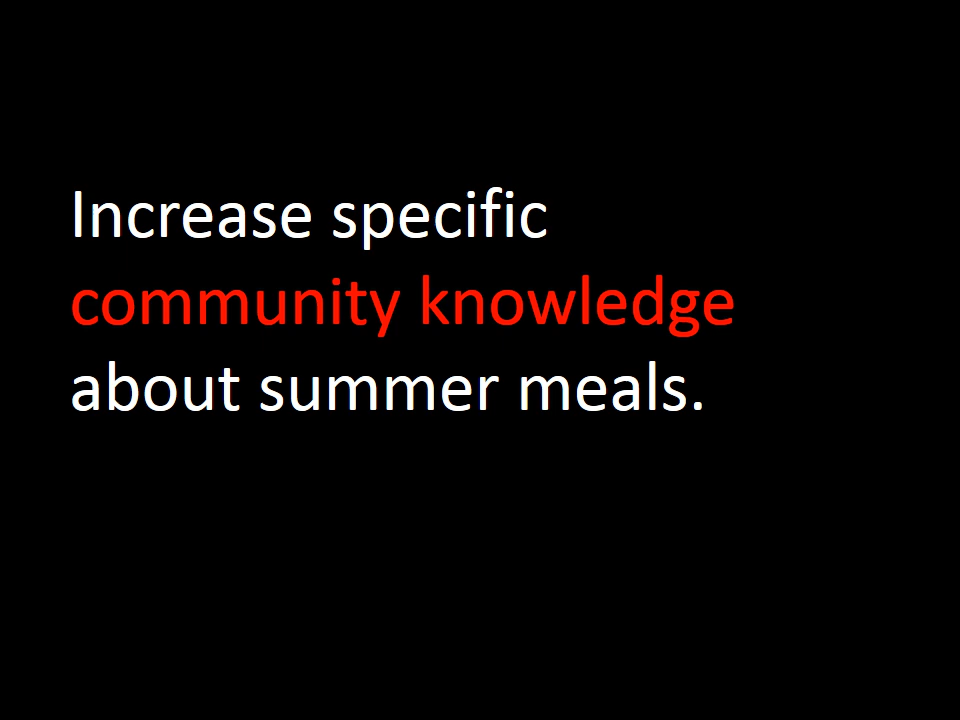 Increase specific
community knowledge
about summer meals.